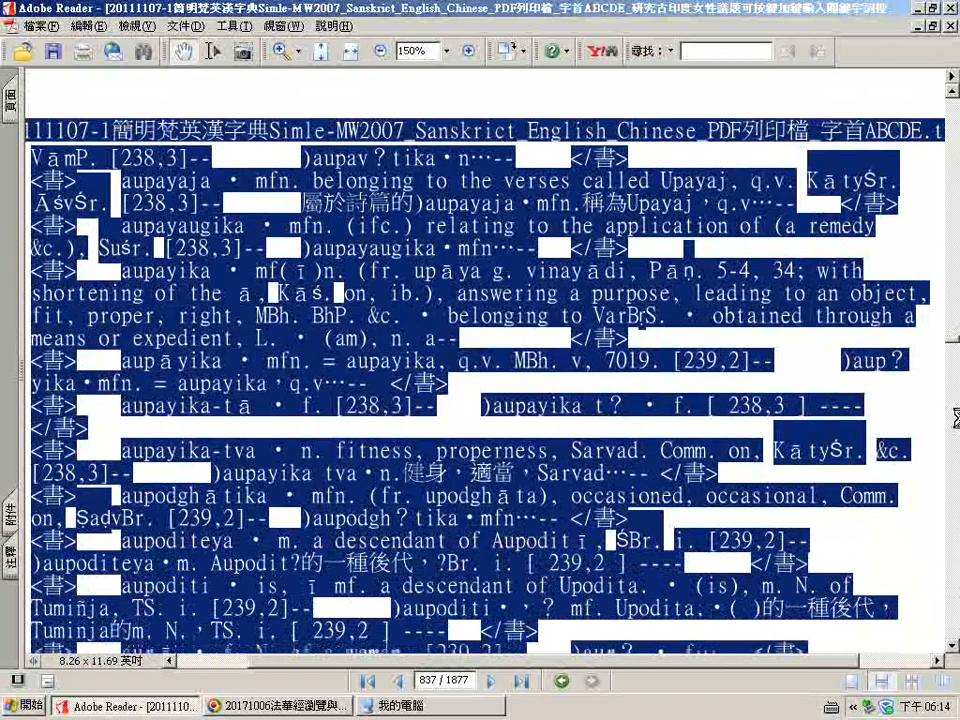 Adobe Reader - [20111107-1簡明梵英漢字典Simle-MW2007_Sanskrict_English_Chinese_PDF列印檔_字首ABCDE_研究古印度女性議題可按
檔案(F) 編輯(E) 檢視(V) 文件(D) 工具(T) 視窗(W) 說明(H)
150% 尋找：
頁面
111107-1簡明梵英漢字典Simle-MW2007_Sanskrict_English_Chinese_PDF列印檔_字首ABCDE.t
VāmP. [238,3]-- )aupav？tika‧n…-- </書>
<書> aupayaja ‧ mfn. belonging to the verses called Upayaj, q.v. KātyŚr.
ĀśvŚr. [238,3]-- 屬於詩篇的)aupayaja‧mfn.稱為Upayaj，q.v…-- </書>
<書> aupayaugika ‧ mfn. (ifc.) relating to the application of (a remedy
&c.), Suśr. [238,3]-- )aupayaugika‧mfn…-- </書>
<書> aupayika ‧ mf(ī)n. (fr. upāya g. vinayādi, Pāṇ. 5-4, 34; with
shortening of the ā, Kāś. on, ib.), answering a purpose, leading to an object,
fit, proper, right, MBh. BhP. &c. ‧ belonging to VarBṛS. ‧ obtained through a
means or expedient, L. ‧ (am), n. a-- </書>
<書> aupāyika ‧ mfn. = aupayika, q.v. MBh. v, 7019. [239,2]-- )aup？
yika‧mfn. = aupayika，q.v…-- </書>
<書> aupayika-tā ‧ f. [238,3]-- )aupayika t？ ‧ f. [ 238,3 ] ----
</書>
<書> aupayika-tva ‧ n. fitness, properness, Sarvad. Comm. on, KātyŚr. &c.
[238,3]-- )aupayika tva‧n.健身，適當，Sarvad…-- </書>
<書> aupodghātika ‧ mfn. (fr. upodghāta), occasioned, occasional, Comm.
on, ṢaḍvBr. [239,2]-- )aupodgh？tika‧mfn…-- </書>
<書> aupoditeya ‧ m. a descendant of Aupoditī, ŚBr. i. [239,2]--
)aupoditeya‧m. Aupodit?的一種後代，?Br. i. [ 239,2 ] ---- </書>
<書> aupoditi ‧ is, ī mf. a descendant of Upodita. ‧ (is), m. N. of
Tumiñja, TS. i. [239,2]-- )aupoditi‧，？ mf. Upodita.‧( )的一種後代，
Tuminja的m. N.，TS. i. [ 239,2 ] ---- </書>
附件
注釋
8.26 x 11.69 英吋
837 / 1877
開始 Adobe Reader - [2011110... 20171006法華經瀏覽與... 我的電腦 下午 06:14